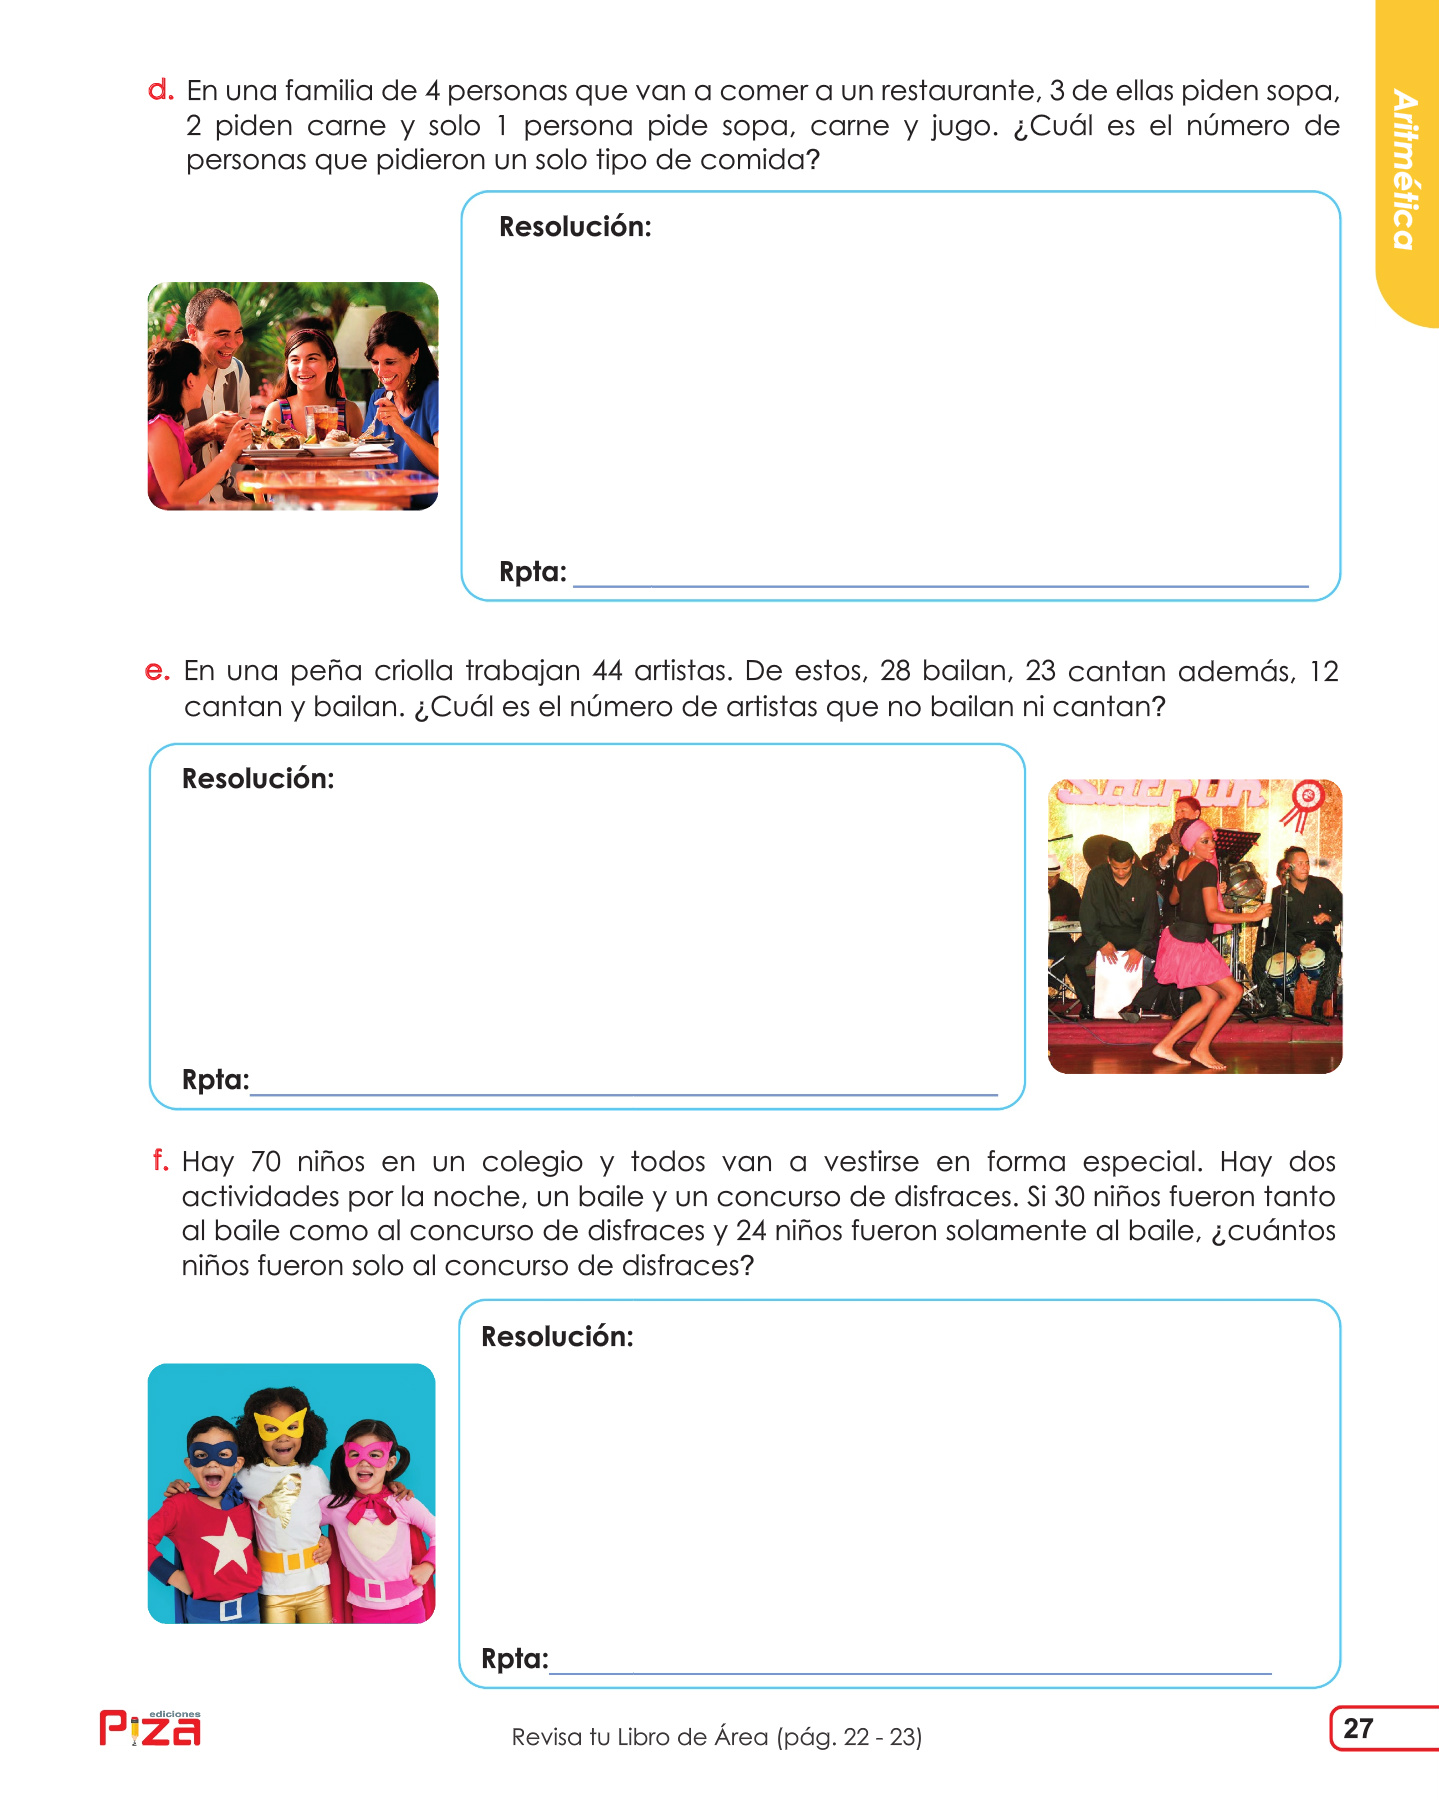 Aritmética
d. En una familia de 4 personas que van a comer a un restaurante, 3 de ellas piden sopa,
2 piden carne y solo 1 persona pide sopa, carne y jugo. ¿Cuál es el número de
personas que pidieron un solo tipo de comida?
Resolución:
Rpta:
e. En una peña criolla trabajan 44 artistas. De estos, 28 bailan, 23 cantan además, 12
cantan y bailan. ¿Cuál es el número de artistas que no bailan ni cantan?
Resolución:
Rpta:
f. Hay 70 niños en un colegio y todos van a vestirse en forma especial. Hay dos
actividades por la noche, un baile y un concurso de disfraces. Si 30 niños fueron tanto
al baile como al concurso de disfraces y 24 niños fueron solamente al baile, ¿cuántos
niños fueron solo al concurso de disfraces?
Resolución:
Rpta:
ediciones
Piza
Revisa tu Libro de Área (pág. 22 - 23)
27